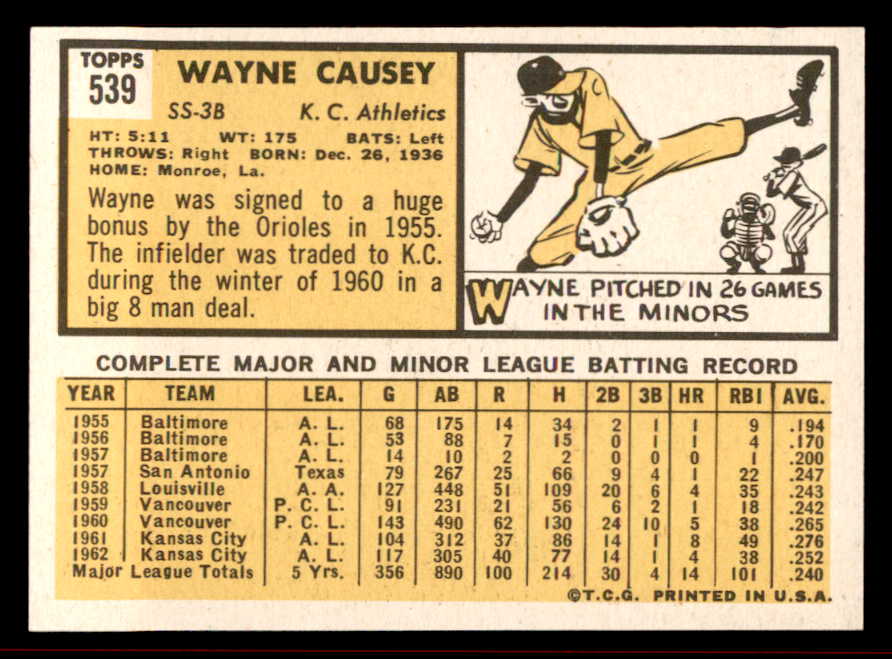 TOPPS
539
WAYNE CAUSEY
SS-3B K. C. Athletics
HT: 5:11 WT: 175 BATS: Left
THROWS: Right BORN: Dec. 26, 1936
HOME: Monroe, La.
Wayne was signed to a huge
bonus by the Orioles in 1955.
The infielder was traded to K.C.
during the winter of 1960 in a
big 8 man deal.
WAYNE PITCHED IN 26 GAMES
IN THE MINORS
COMPLETE MAJOR AND MINOR LEAGUE BATTING RECORD
YEAR TEAM LEA. G AB R H 2B 3B HR RBI AVG.
1955 Baltimore A. L. 68 175 14 34 2 1 1 9 .194
1956 Baltimore A. L. 53 88 7 15 0 1 1 4 .170
1957 Baltimore A. L. 14 10 2 2 0 0 0 1 .200
1957 San Antonio Texas 79 267 25 66 9 4 1 22 .247
1958 Louisville A. A. 127 448 51 109 20 6 4 35 .243
1959 Vancouver P. C. L. 91 231 21 56 6 2 1 18 .242
1960 Vancouver P. C. L. 143 490 62 130 24 10 5 38 .265
1961 Kansas City A. L. 104 312 37 86 14 1 8 49 .276
1962 Kansas City A. L. 117 305 40 77 14 1 4 38 .252
Major League Totals 5 Yrs. 356 890 100 214 30 4 14 101 .240
©T.C.G. PRINTED IN U.S.A.